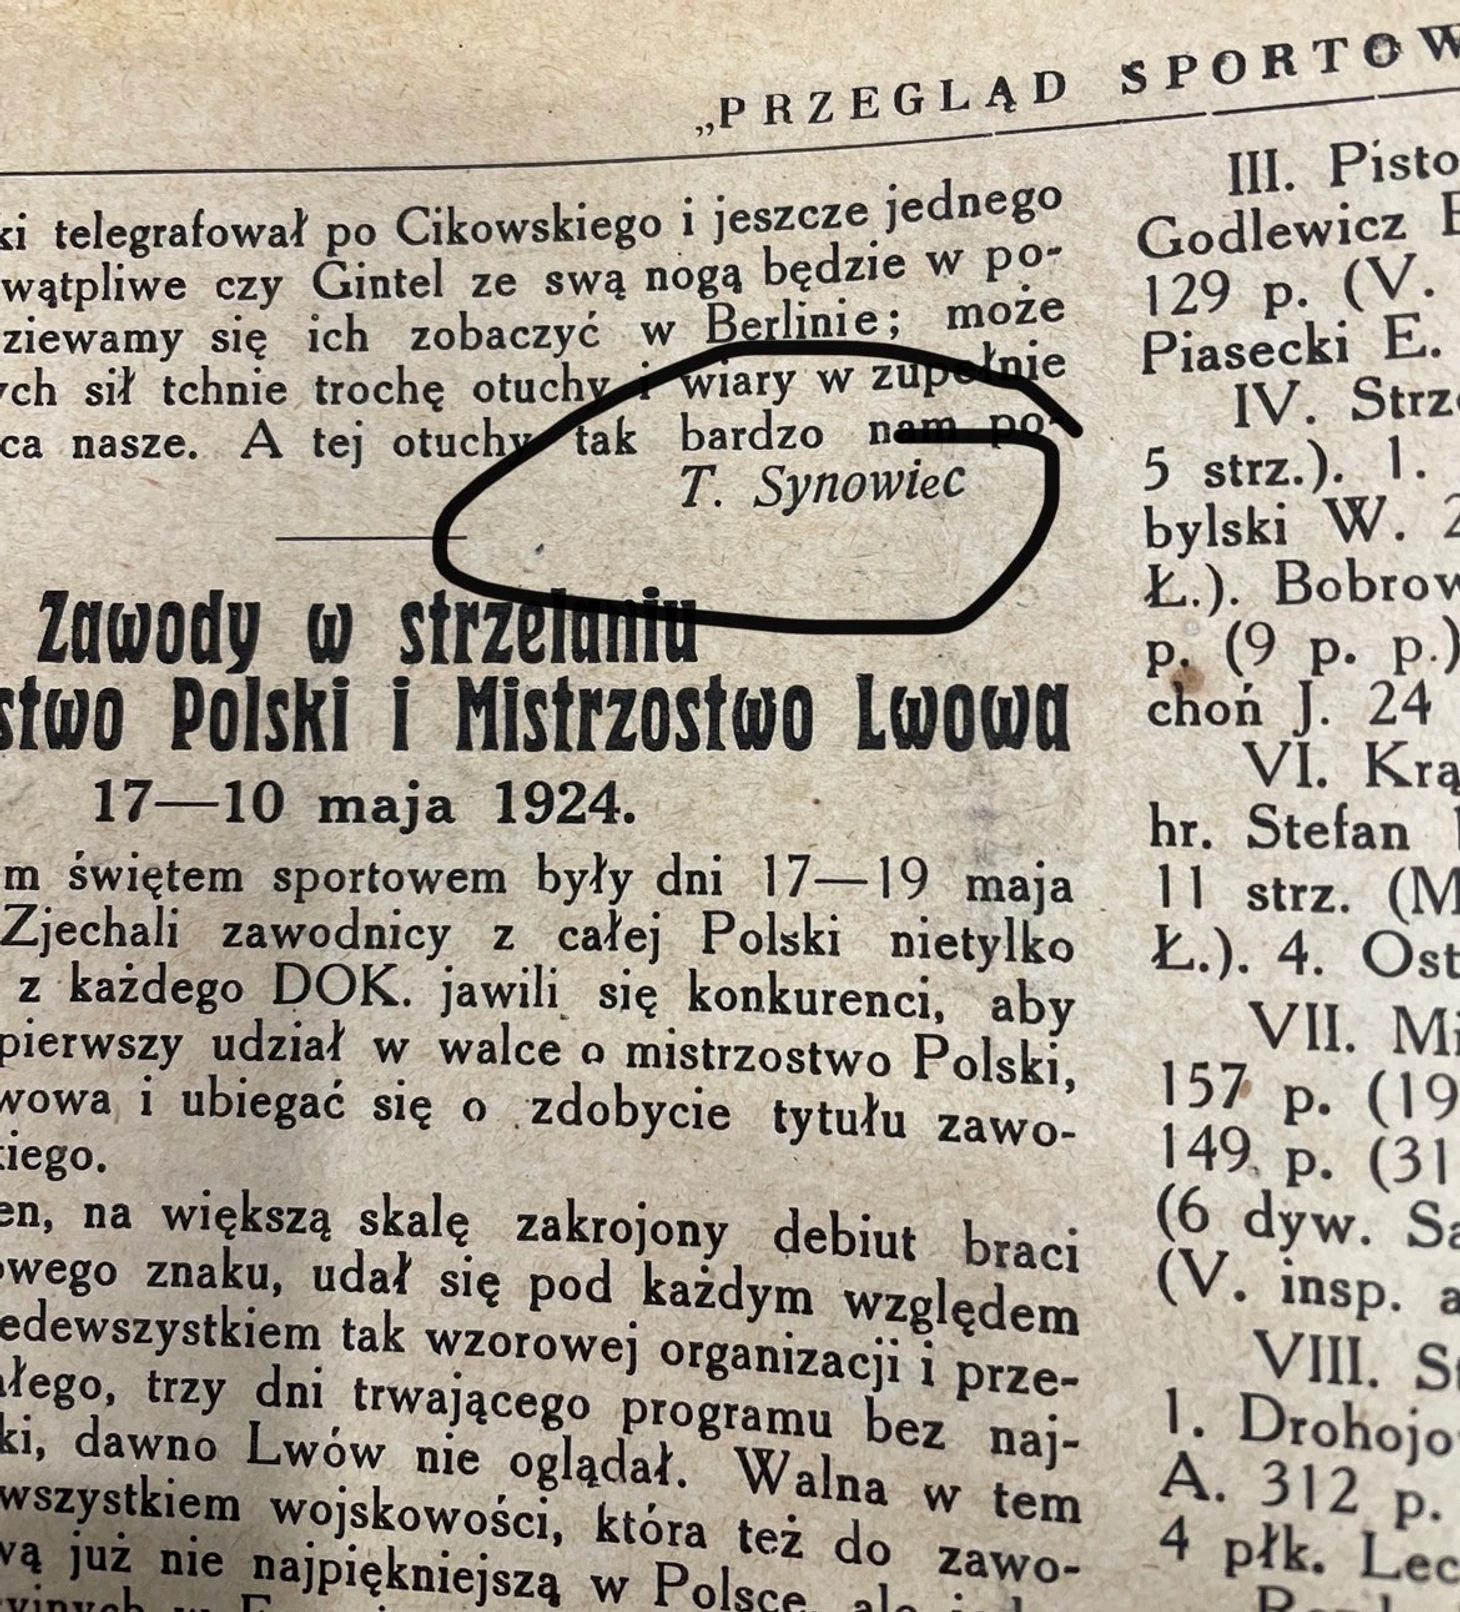 „PRZEGLĄD SPORTOW
ki telegrafował po Cikowskiego i jeszcze jednego
wątpliwe czy Gintel ze swą nogą będzie w po-
ziewamy się ich zobaczyć w Berlinie; może
ych sił tchnie trochę otuchy i wiary w zupełnie
ca nasze. A tej otuchy tak bardzo nam po-
T. Synowiec
Zawody w strzelaniu
stwo Polski i Mistrzostwo Lwowa
17—10 maja 1924.
m świętem sportowem były dni 17—19 maja
Zjechali zawodnicy z całej Polski nietylko
z każdego DOK. jawili się konkurenci, aby
pierwszy udział w walce o mistrzostwo Polski,
wowa i ubiegać się o zdobycie tytułu zawo-
kiego.
en, na większą skalę zakrojony debiut braci
owego znaku, udał się pod każdym względem
edewszystkiem tak wzorowej organizacji i prze-
ałego, trzy dni trwającego programu bez naj-
ki, dawno Lwów nie oglądał. Walna w tem
wszystkiem wojskowości, która też do zawo-
wą już nie najpiękniejszą w Polsce, ale
III. Pisto
Godlewicz
129 p. (V.
Piasecki E.
IV. Strze
5 strz.). 1.
bylski W. 2
Ł.). Bobrow
p. (9 p. p.)
choń J. 24
VI. Krą
hr. Stefan
11 strz. (M
Ł.). 4. Ost
VII. Mi
157 p. (19
149 p. (31
(6 dyw. Sa
(V. insp. a
VIII. St
1. Drohojo
A. 312 p.
4 płk. Lec